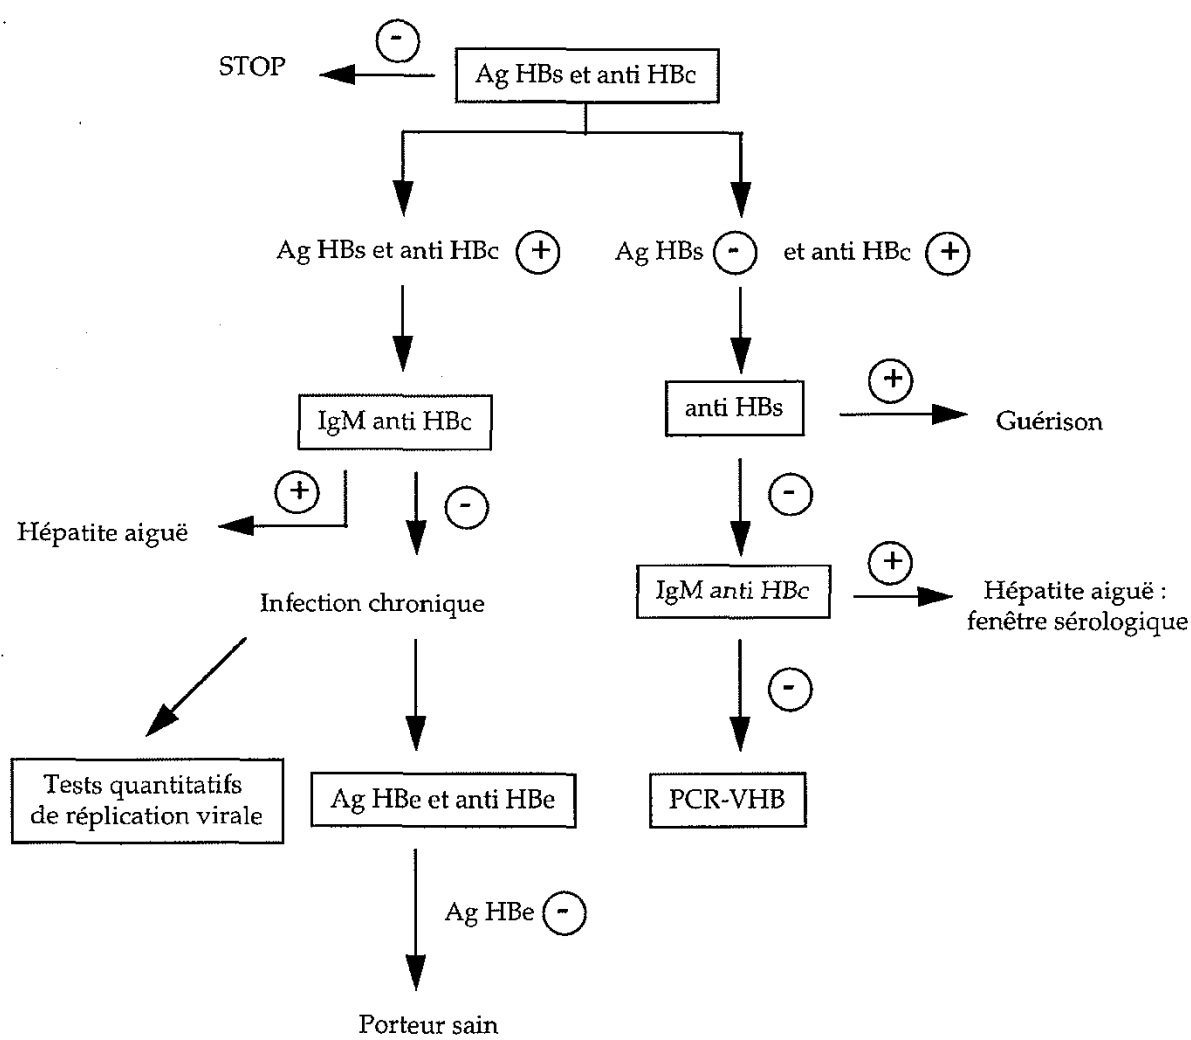 -
STOP
Ag HBs et anti HBc
Ag HBs et anti HBc +
Ag HBs - et anti HBc +
IgM anti HBc
anti HBs
+
Guérison
+
-
-
Hépatite aiguë
Infection chronique
IgM anti HBc
+
Hépatite aiguë :
fenêtre sérologique
-
Tests quantitatifs
de réplication virale
Ag HBe et anti HBe
PCR-VHB
Ag HBe -
Porteur sain